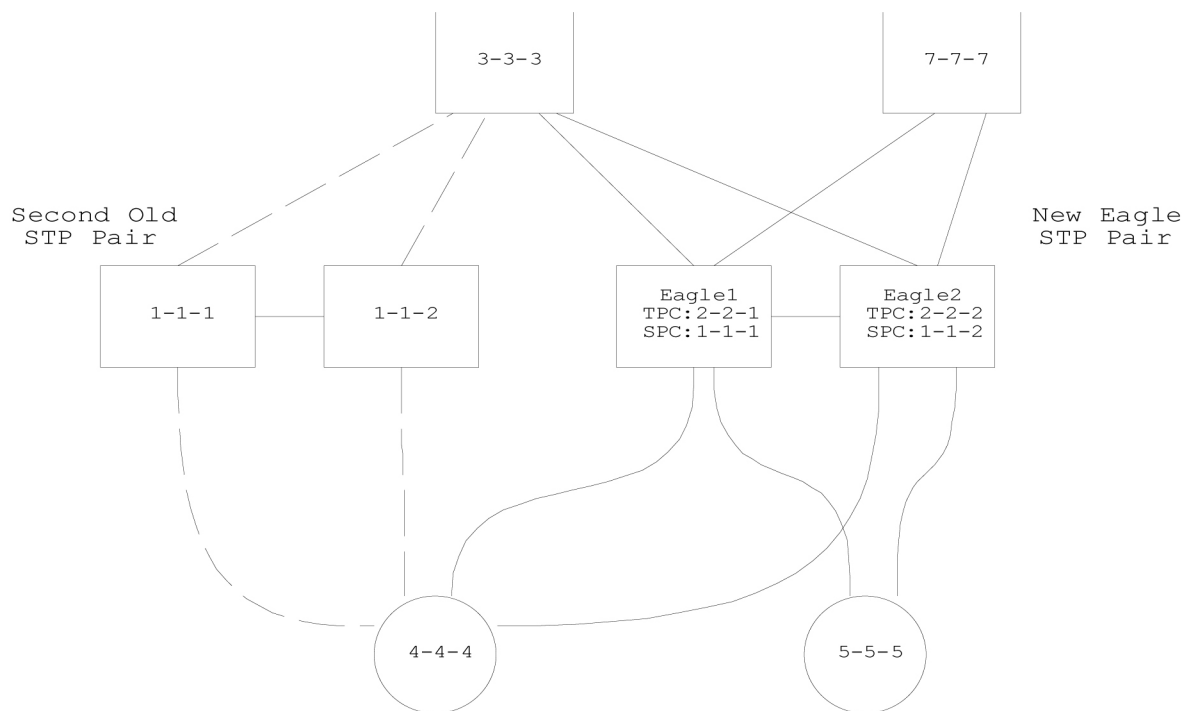 3-3-3
7-7-7
Second Old
STP Pair
New Eagle
STP Pair
1-1-1
1-1-2
Eagle1
TPC:2-2-1
SPC:1-1-1
Eagle2
TPC:2-2-2
SPC:1-1-2
4-4-4
5-5-5